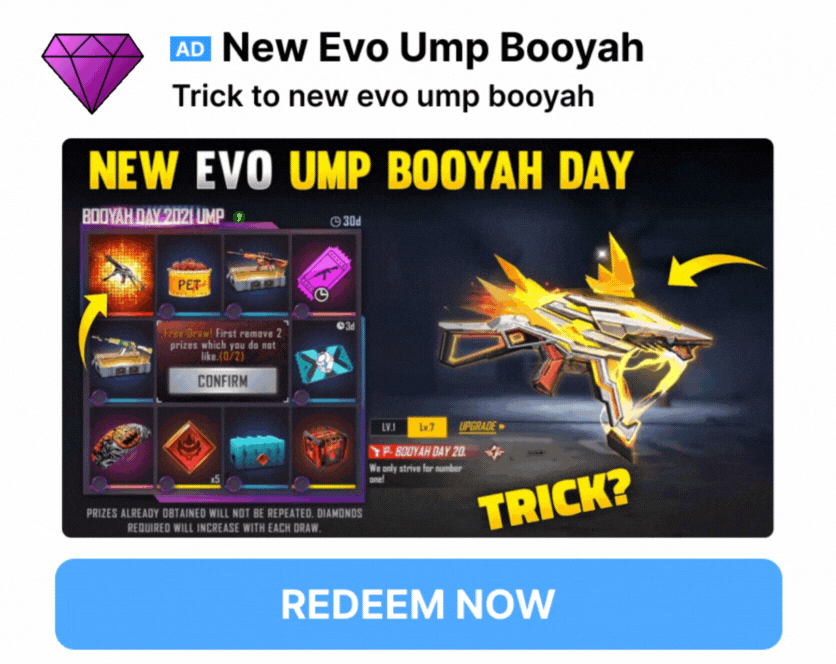 AD New Evo Ump Booyah
Trick to new evo ump booyah
NEW EVO UMP BOOYAH DAY
BOOYAH DAY 2021 UMP
30d
PET
3d
Free Draw! First remove 2
prizes which you do not
like.(0/2)
CONFIRM
x5
LV.1 Lv.7 UPGRADE
P- BOOYAH DAY 20.
We only strive for number
one!
TRICK?
PRIZES ALREADY OBTAINED WILL NOT BE REPEATED. DIAMONDS
REQUIRED WILL INCREASE WITH EACH DRAW.
REDEEM NOW